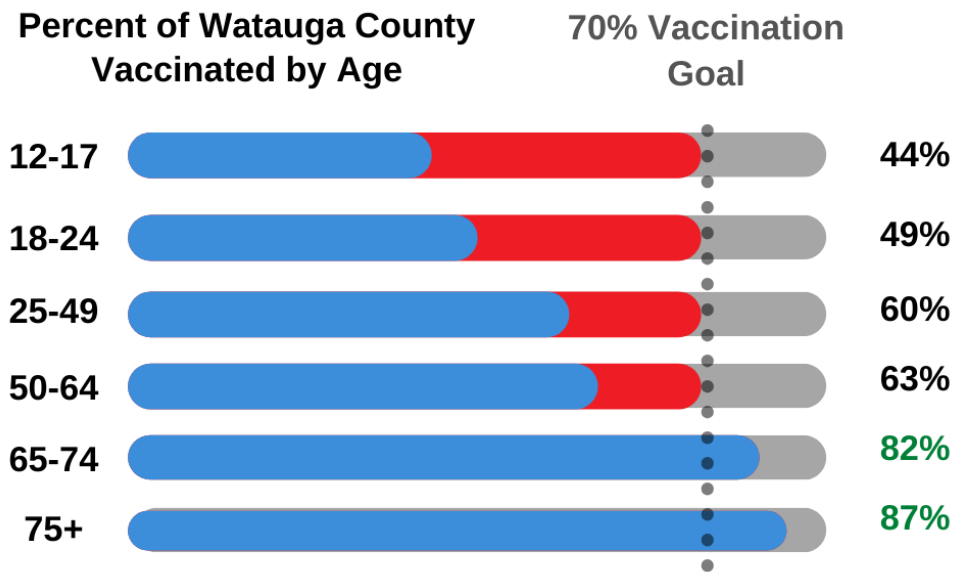 Percent of Watauga County
Vaccinated by Age
70% Vaccination
Goal
12-17 44%
18-24 49%
25-49 60%
50-64 63%
65-74 82%
75+ 87%